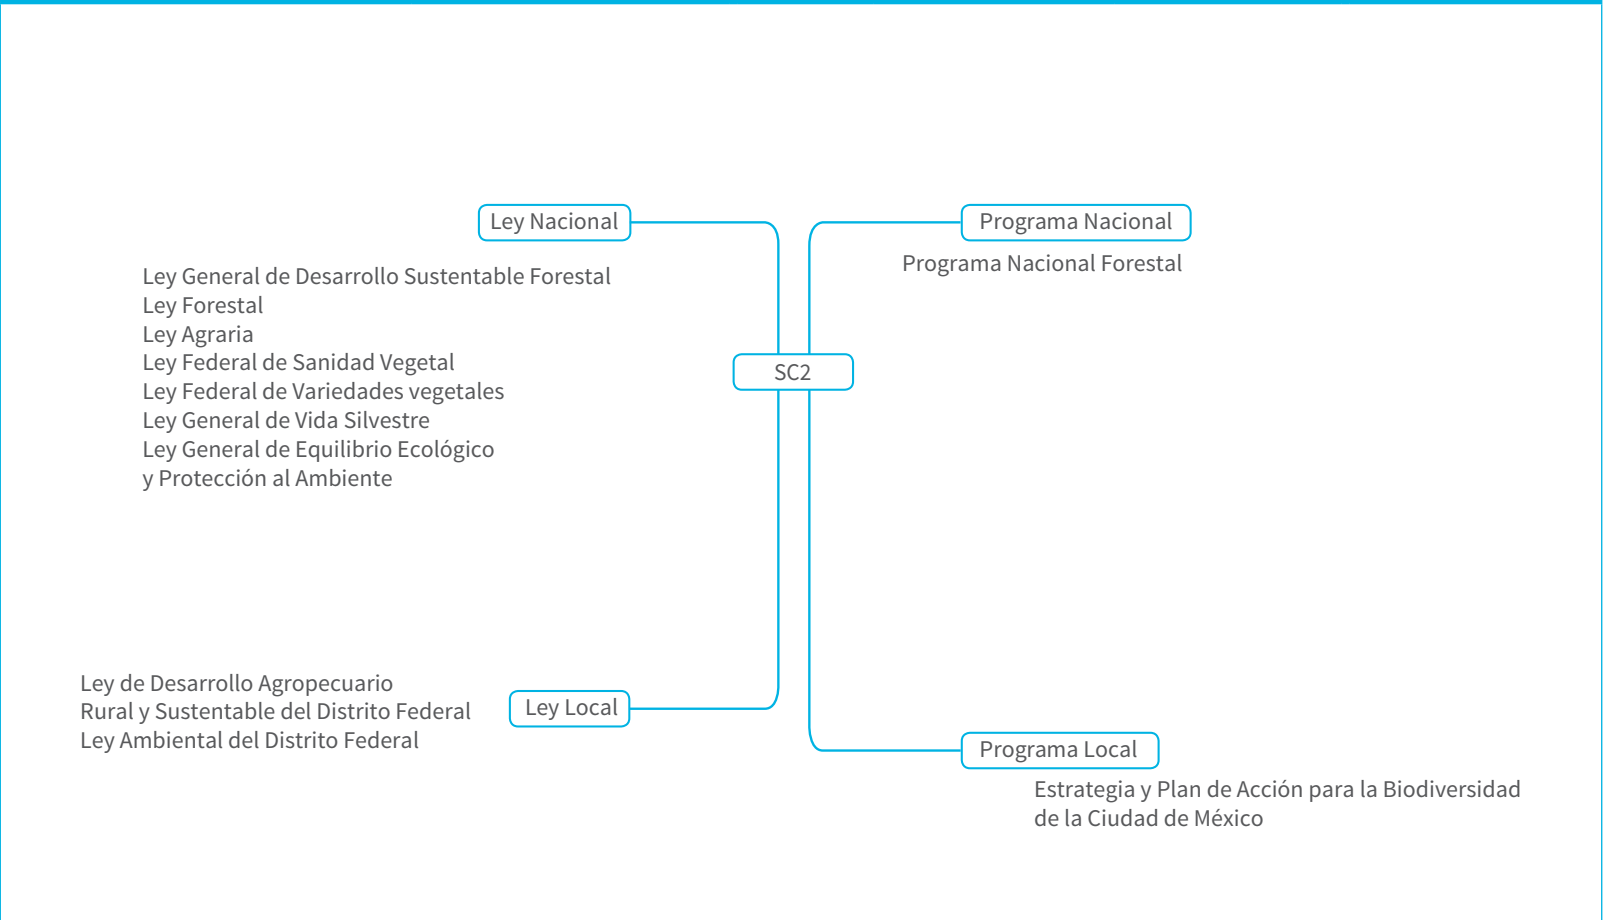 Ley Nacional
Ley General de Desarrollo Sustentable Forestal
Ley Forestal
Ley Agraria
Ley Federal de Sanidad Vegetal
Ley Federal de Variedades vegetales
Ley General de Vida Silvestre
Ley General de Equilibrio Ecológico
y Protección al Ambiente
Programa Nacional
Programa Nacional Forestal
SC2
Ley de Desarrollo Agropecuario
Rural y Sustentable del Distrito Federal
Ley Ambiental del Distrito Federal
Ley Local
Programa Local
Estrategia y Plan de Acción para la Biodiversidad
de la Ciudad de México